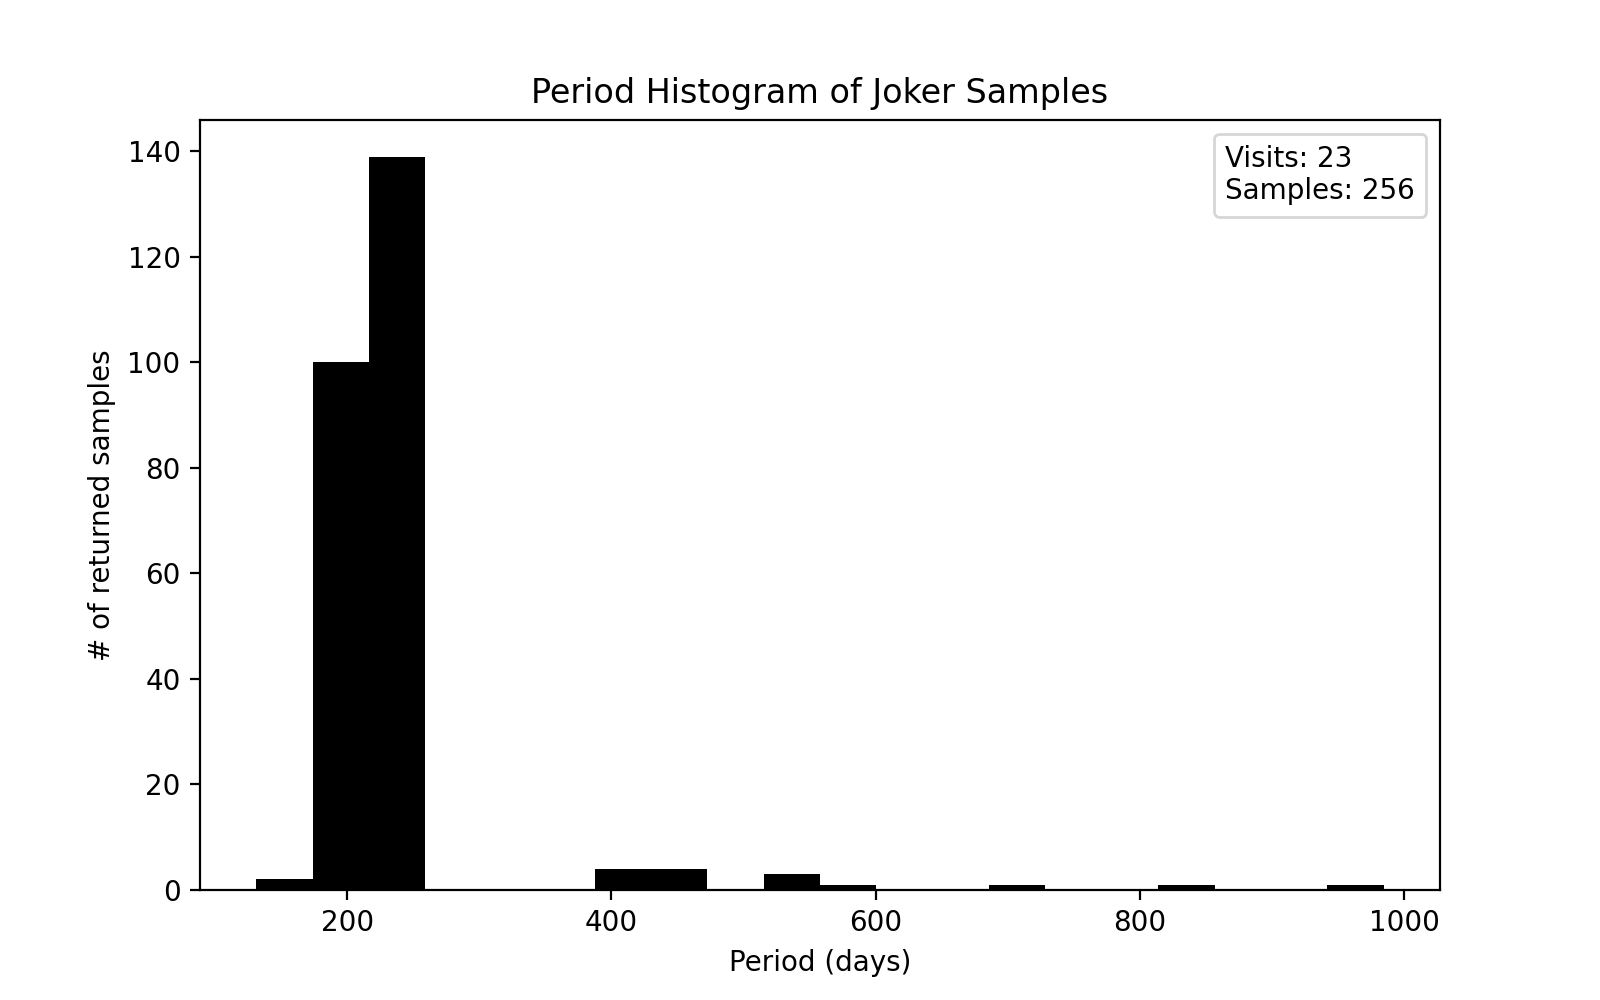 Period Histogram of Joker Samples
Visits: 23
Samples: 256
# of returned samples
140
120
100
80
60
40
20
0
200
400
600
800
1000
Period (days)